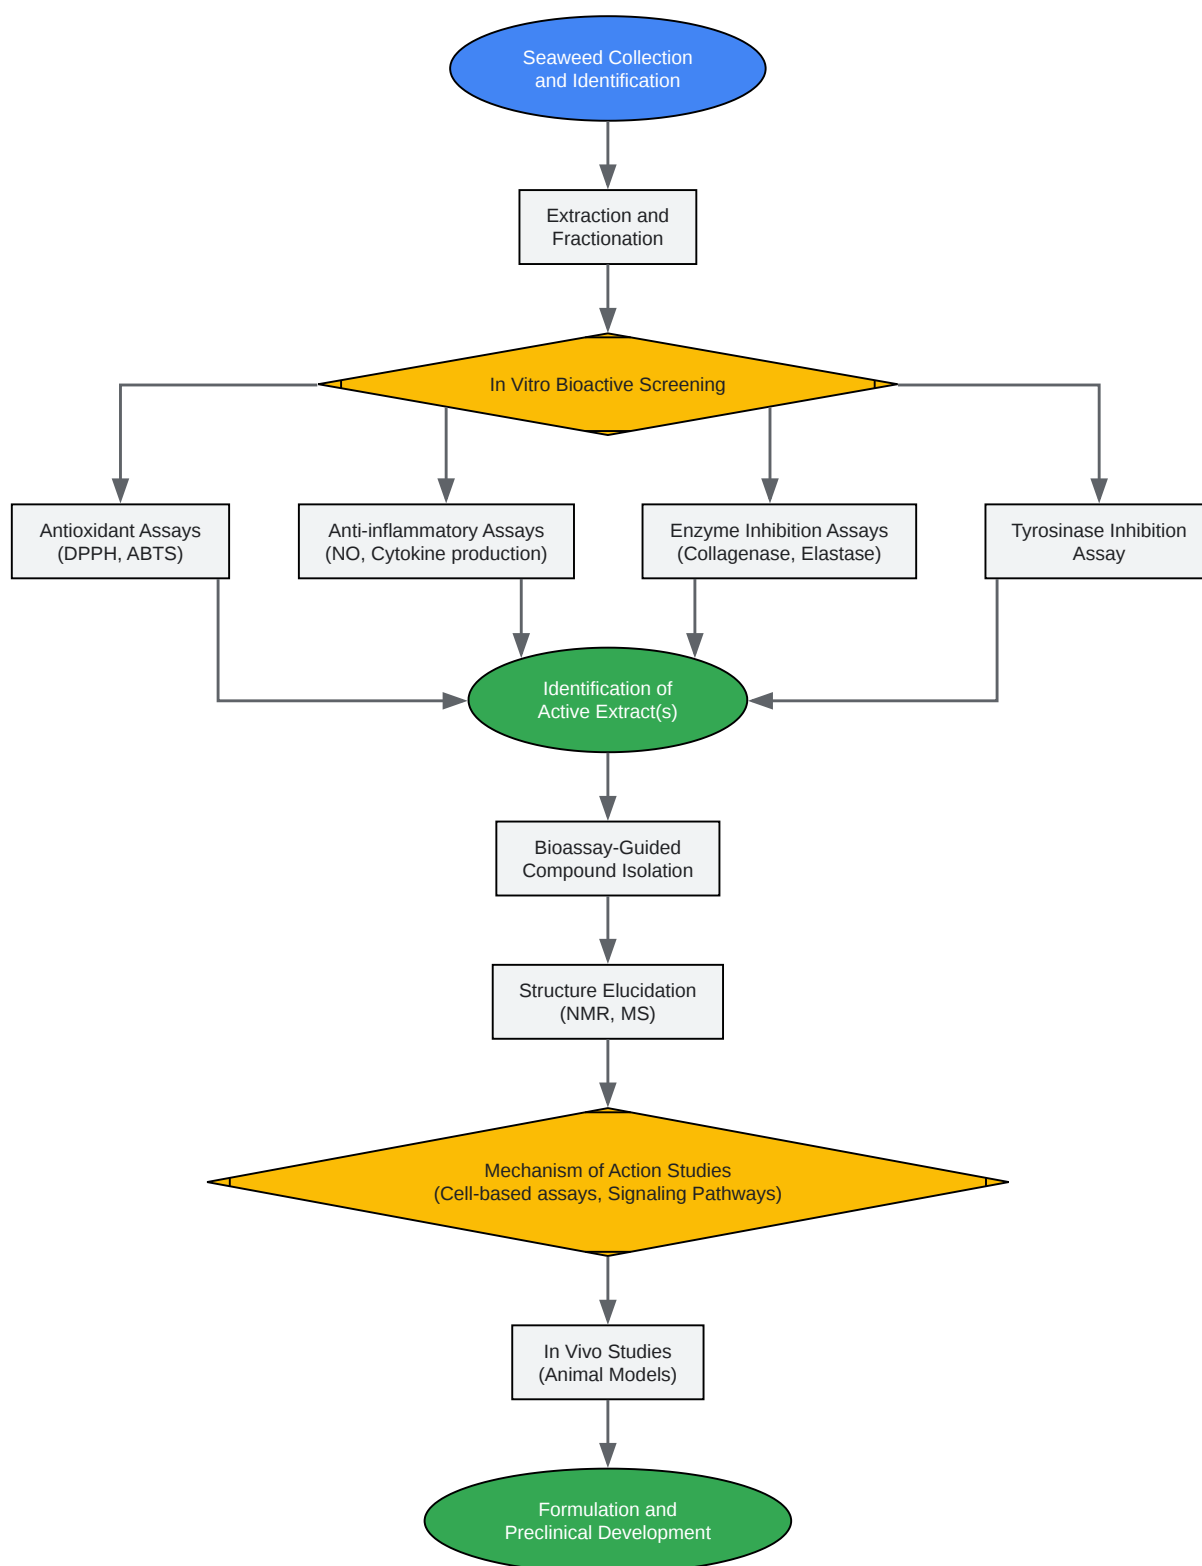 Seaweed Collection
and Identification
Extraction and
Fractionation
In Vitro Bioactive Screening
Antioxidant Assays
(DPPH, ABTS)
Anti-inflammatory Assays
(NO, Cytokine production)
Enzyme Inhibition Assays
(Collagenase, Elastase)
Tyrosinase Inhibition
Assay
Identification of
Active Extract(s)
Bioassay-Guided
Compound Isolation
Structure Elucidation
(NMR, MS)
Mechanism of Action Studies
(Cell-based assays, Signaling Pathways)
In Vivo Studies
(Animal Models)
Formulation and
Preclinical Development